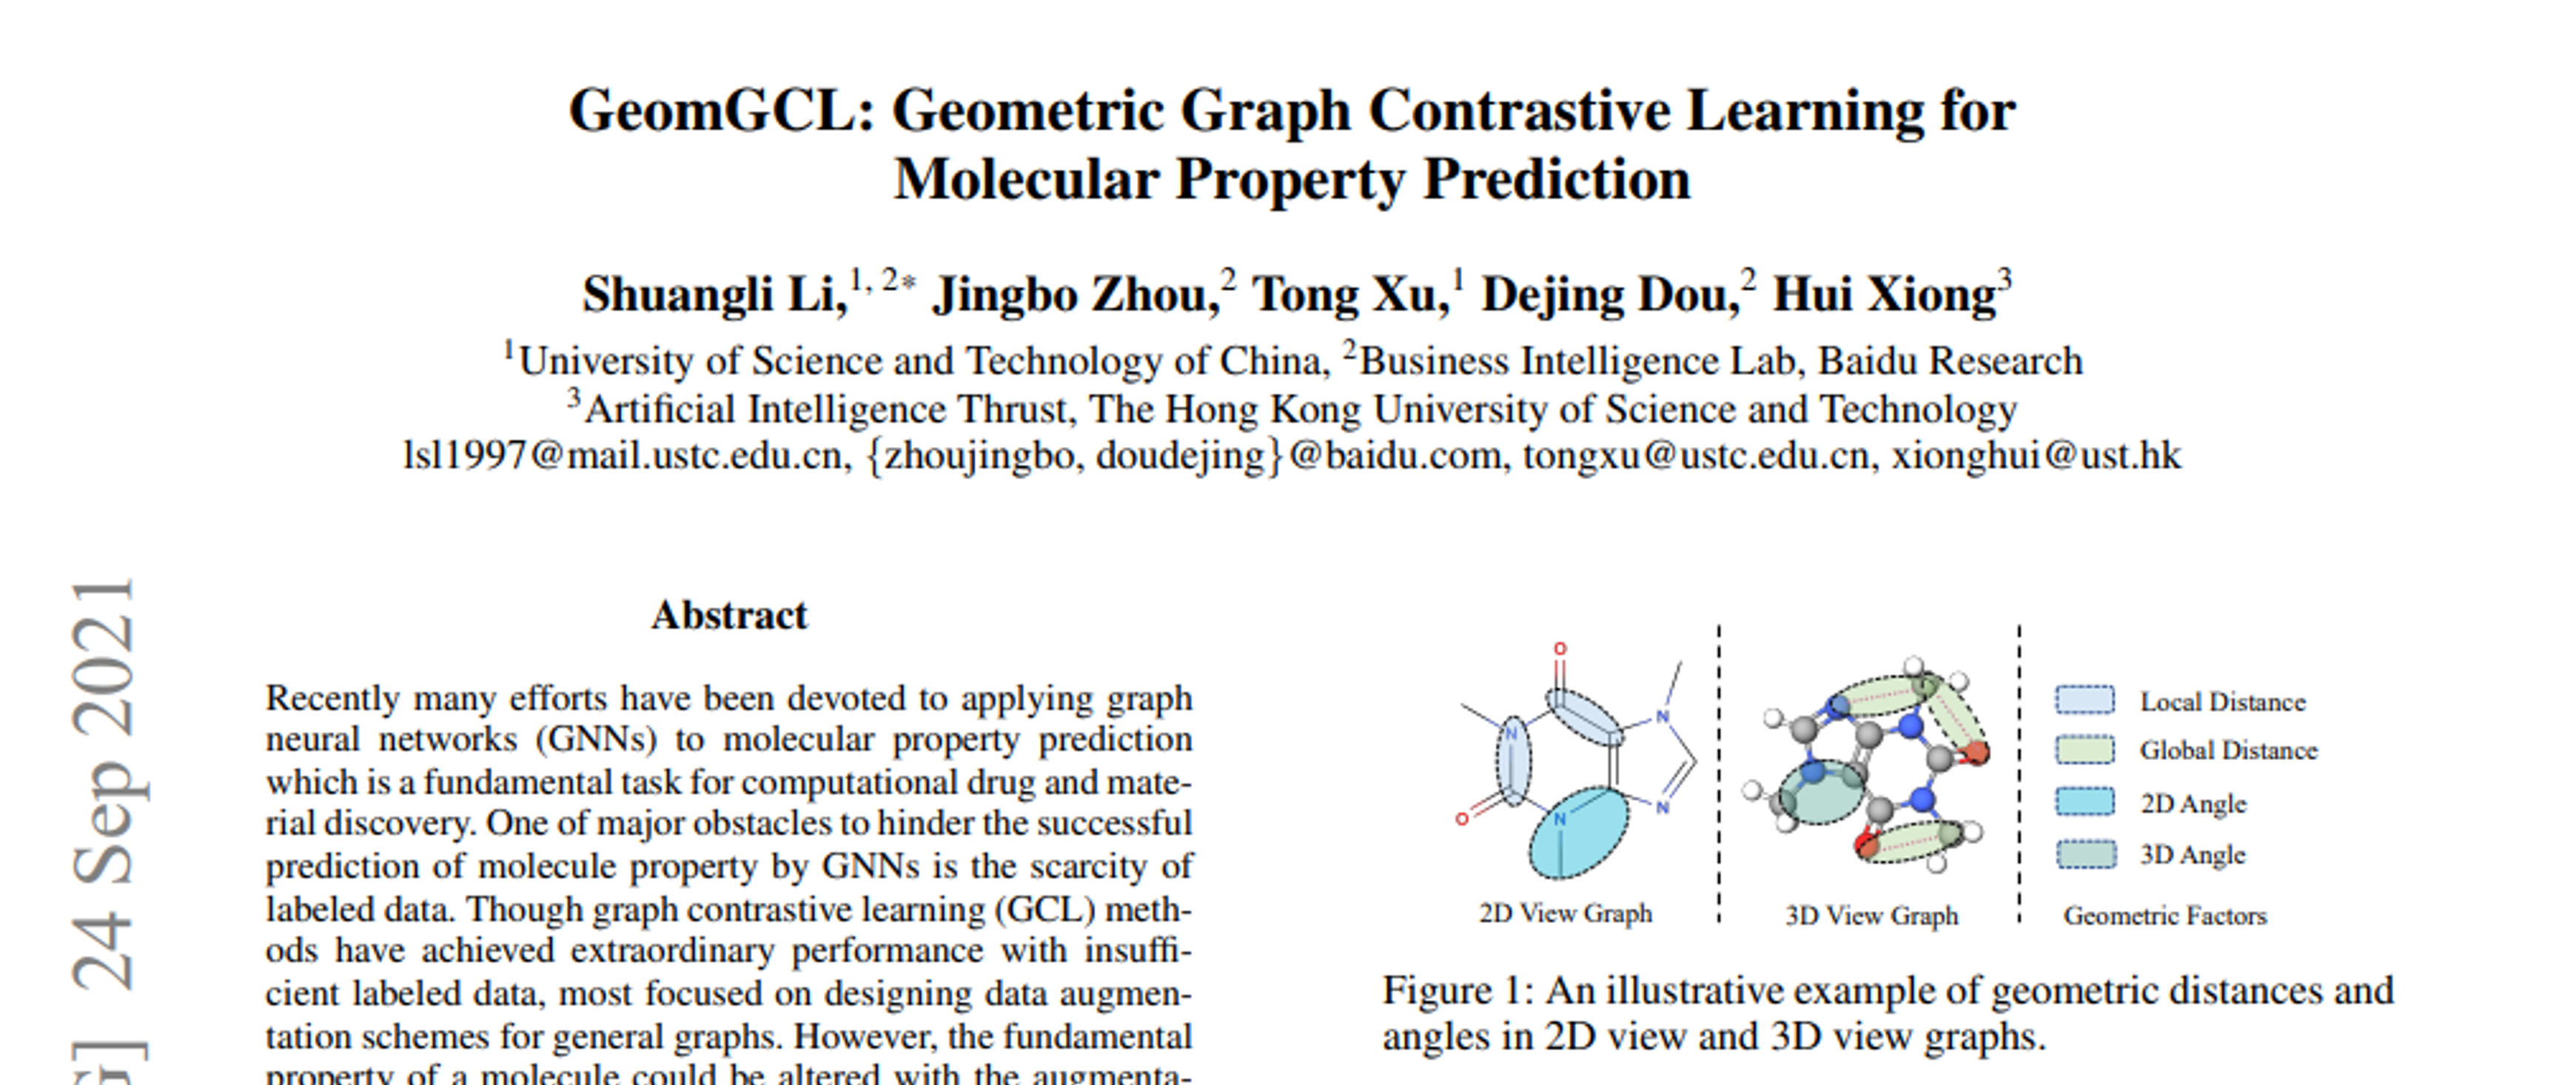 GeomGCL: Geometric Graph Contrastive Learning for
Molecular Property Prediction
Shuangli Li,1, 2* Jingbo Zhou,2 Tong Xu,1 Dejing Dou,2 Hui Xiong3
1University of Science and Technology of China, 2Business Intelligence Lab, Baidu Research
3Artificial Intelligence Thrust, The Hong Kong University of Science and Technology
lsl1997@mail.ustc.edu.cn, {zhoujingbo, doudejing}@baidu.com, tongxu@ustc.edu.cn, xionghui@ust.hk
G] 24 Sep 2021
Abstract
Recently many efforts have been devoted to applying graph
neural networks (GNNs) to molecular property prediction
which is a fundamental task for computational drug and mate-
rial discovery. One of major obstacles to hinder the successful
prediction of molecule property by GNNs is the scarcity of
labeled data. Though graph contrastive learning (GCL) meth-
ods have achieved extraordinary performance with insuffi-
cient labeled data, most focused on designing data augmen-
tation schemes for general graphs. However, the fundamental
property of a molecule could be altered with the augmenta-
O
N
N
O
N
N
2D View Graph
3D View Graph
Local Distance
Global Distance
2D Angle
3D Angle
Geometric Factors
Figure 1: An illustrative example of geometric distances and
angles in 2D view and 3D view graphs.